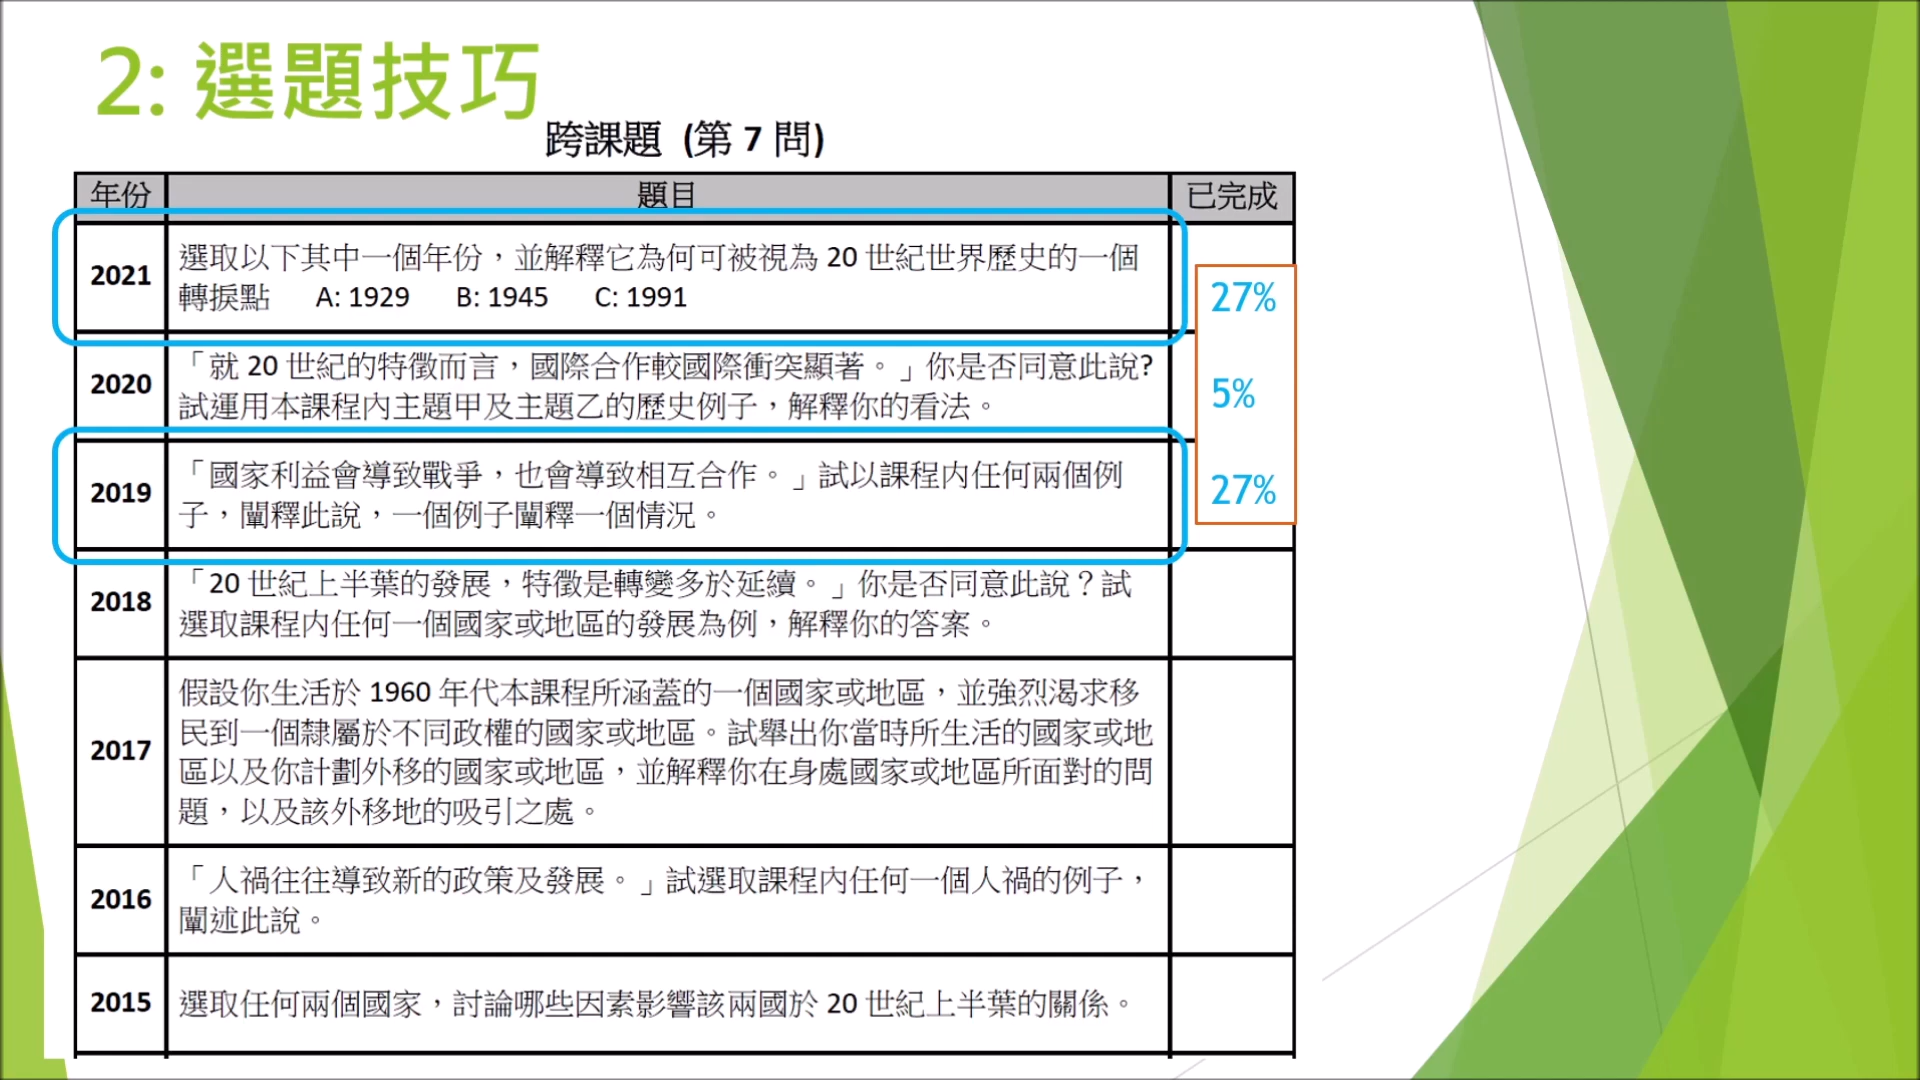 2: 選題技巧
跨課題 (第 7 問)
年份 題目 已完成
2021 選取以下其中一個年份，並解釋它為何可被視為 20 世紀世界歷史的一個
轉捩點 A: 1929 B: 1945 C: 1991
27%
2020 「就 20 世紀的特徵而言，國際合作較國際衝突顯著。」你是否同意此說?
試運用本課程內主題甲及主題乙的歷史例子，解釋你的看法。
5%
2019 「國家利益會導致戰爭，也會導致相互合作。」試以課程內任何兩個例
子，闡釋此說，一個例子闡釋一個情況。
27%
2018 「20 世紀上半葉的發展，特徵是轉變多於延續。」你是否同意此說？試
選取課程內任何一個國家或地區的發展為例，解釋你的答案。
2017 假設你生活於 1960 年代本課程所涵蓋的一個國家或地區，並強烈渴求移
民到一個隸屬於不同政權的國家或地區。試舉出你當時所生活的國家或地
區以及你計劃外移的國家或地區，並解釋你在身處國家或地區所面對的問
題，以及該外移地的吸引之處。
2016 「人禍往往導致新的政策及發展。」試選取課程內任何一個人禍的例子，
闡述此說。
2015 選取任何兩個國家，討論哪些因素影響該兩國於 20 世紀上半葉的關係。